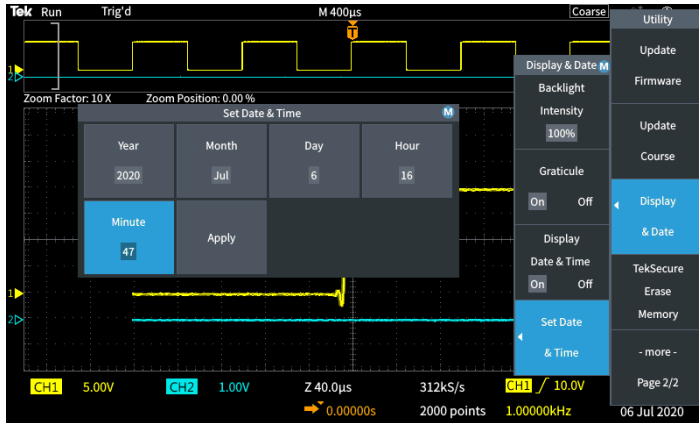 Tek Run Trig'd M 400µs Coarse
Zoom Factor: 10 X Zoom Position: 0.00 %
Set Date & Time M
Year
2020
Month
Jul
Day
6
Hour
16
Minute
47
Apply
Display & Date M
Backlight
Intensity
100%
Graticule
On Off
Display
Date & Time
On Off
Set Date
& Time
Utility
Update
Firmware
Update
Course
Display
& Date
TekSecure
Erase
Memory
- more -
Page 2/2
T
1
2
1
2
CH1 5.00V CH2 1.00V Z 40.0µs 312kS/s CH1 10.0V
0.00000s 2000 points 1.00000kHz 06 Jul 2020